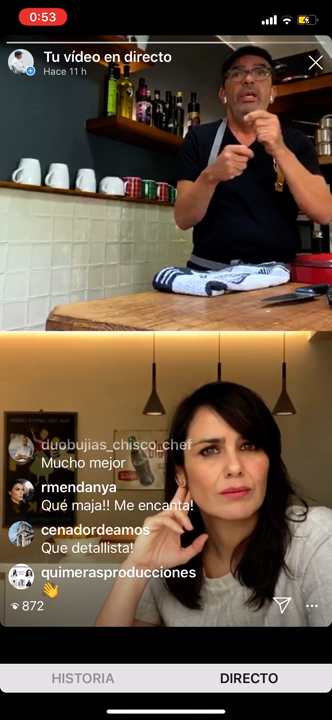 0:53
Tu vídeo en directo
Hace 11 h
duobujias_chisco_chef
Mucho mejor
rmendanya
Qué maja!! Me encanta!
cenadordeamos
Que detallista!
quimerasproducciones
👋
872
HISTORIA
DIRECTO